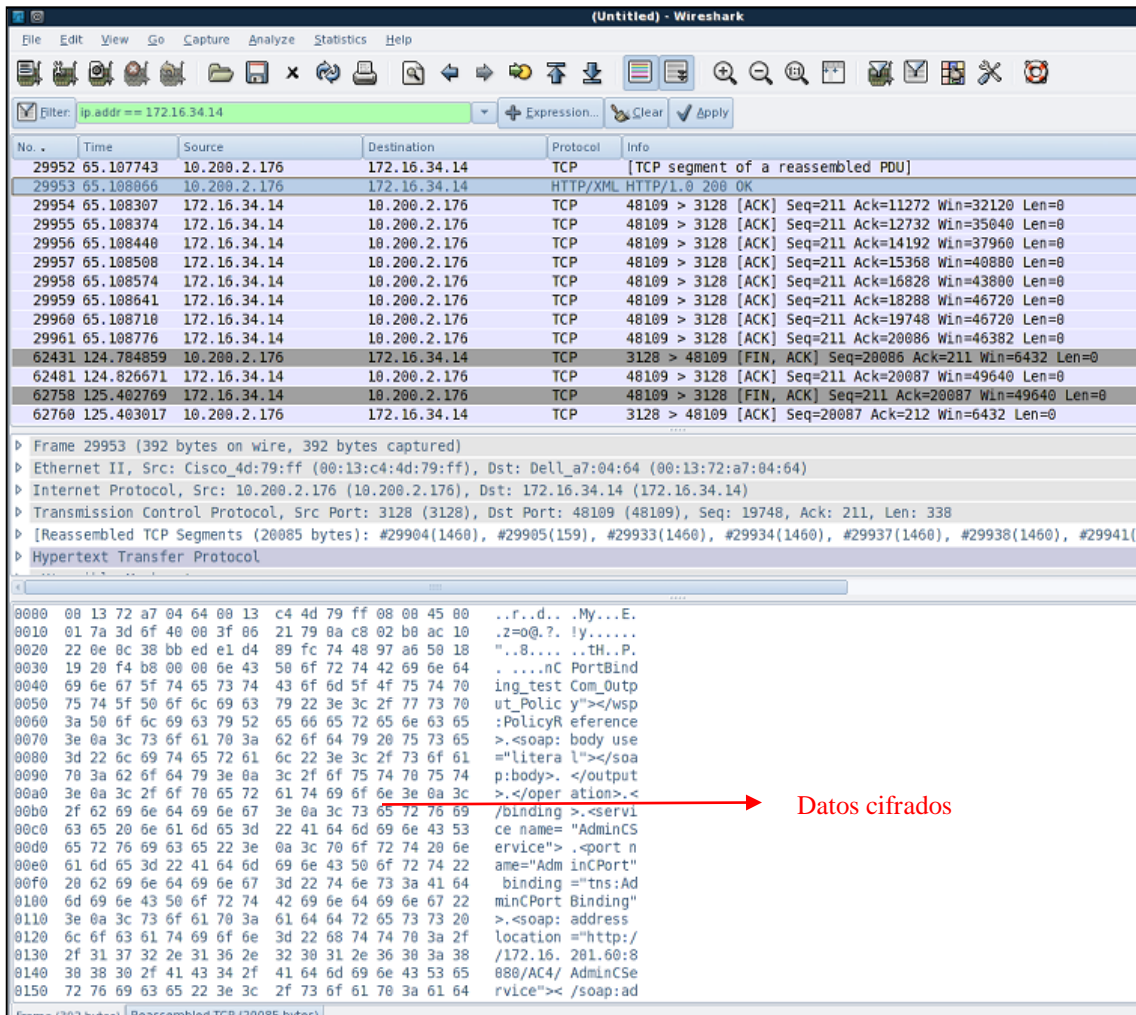 (Untitled) - Wireshark
File Edit View Go Capture Analyze Statistics Help
Filter: ip.addr == 172.16.34.14 Expression... Clear Apply
No. . Time Source Destination Protocol Info
29952 65.107743 10.200.2.176 172.16.34.14 TCP [TCP segment of a reassembled PDU]
29953 65.108066 10.200.2.176 172.16.34.14 HTTP/XML HTTP/1.0 200 OK
29954 65.108307 172.16.34.14 10.200.2.176 TCP 48109 > 3128 [ACK] Seq=211 Ack=11272 Win=32120 Len=0
29955 65.108374 172.16.34.14 10.200.2.176 TCP 48109 > 3128 [ACK] Seq=211 Ack=12732 Win=35040 Len=0
29956 65.108440 172.16.34.14 10.200.2.176 TCP 48109 > 3128 [ACK] Seq=211 Ack=14192 Win=37960 Len=0
29957 65.108508 172.16.34.14 10.200.2.176 TCP 48109 > 3128 [ACK] Seq=211 Ack=15368 Win=40880 Len=0
29958 65.108574 172.16.34.14 10.200.2.176 TCP 48109 > 3128 [ACK] Seq=211 Ack=16828 Win=43800 Len=0
29959 65.108641 172.16.34.14 10.200.2.176 TCP 48109 > 3128 [ACK] Seq=211 Ack=18288 Win=46720 Len=0
29960 65.108710 172.16.34.14 10.200.2.176 TCP 48109 > 3128 [ACK] Seq=211 Ack=19748 Win=46720 Len=0
29961 65.108776 172.16.34.14 10.200.2.176 TCP 48109 > 3128 [ACK] Seq=211 Ack=20086 Win=46382 Len=0
62431 124.784859 10.200.2.176 172.16.34.14 TCP 3128 > 48109 [FIN, ACK] Seq=20086 Ack=211 Win=6432 Len=0
62481 124.826671 172.16.34.14 10.200.2.176 TCP 48109 > 3128 [ACK] Seq=211 Ack=20087 Win=49640 Len=0
62758 125.402769 172.16.34.14 10.200.2.176 TCP 48109 > 3128 [FIN, ACK] Seq=211 Ack=20087 Win=49640 Len=0
62760 125.403017 10.200.2.176 172.16.34.14 TCP 3128 > 48109 [ACK] Seq=20087 Ack=212 Win=6432 Len=0
Frame 29953 (392 bytes on wire, 392 bytes captured)
Ethernet II, Src: Cisco_4d:79:ff (00:13:c4:4d:79:ff), Dst: Dell_a7:04:64 (00:13:72:a7:04:64)
Internet Protocol, Src: 10.200.2.176 (10.200.2.176), Dst: 172.16.34.14 (172.16.34.14)
Transmission Control Protocol, Src Port: 3128 (3128), Dst Port: 48109 (48109), Seq: 19748, Ack: 211, Len: 338
[Reassembled TCP Segments (20085 bytes): #29904(1460), #29905(159), #29933(1460), #29934(1460), #29937(1460), #29938(1460), #29941(
Hypertext Transfer Protocol
0000 00 13 72 a7 04 64 00 13 c4 4d 79 ff 08 00 45 00 ..r..d.. .My...E.
0010 01 7a 3d 6f 40 00 3f 06 21 79 0a c8 02 b0 ac 10 .z=o@.?. !y......
0020 22 0e 0c 38 bb ed e1 d4 89 fc 74 48 97 a6 50 18 "..8.... ..tH..P.
0030 19 20 f4 b8 00 00 6e 43 50 6f 72 74 42 69 6e 64 . ....nC PortBind
0040 69 6e 67 5f 74 65 73 74 43 6f 6d 5f 4f 75 74 70 ing_test Com_Outp
0050 75 74 5f 50 6f 6c 69 63 79 22 3e 3c 2f 77 73 70 ut_Polic y"></wsp
0060 3a 50 6f 6c 69 63 79 52 65 66 65 72 65 6e 63 65 :PolicyR eference
0070 3e 0a 3c 73 6f 61 70 3a 62 6f 64 79 20 75 73 65 >.<soap: body use
0080 3d 22 6c 69 74 65 72 61 6c 22 3e 3c 2f 73 6f 61 ="litera l"></soa
0090 70 3a 62 6f 64 79 3e 0a 3c 2f 6f 75 74 70 75 74 p:body>. </output
00a0 3e 0a 3c 2f 6f 70 65 72 61 74 69 6f 6e 3e 0a 3c >.</oper ation>.<
00b0 2f 62 69 6e 64 69 6e 67 3e 0a 3c 73 65 72 76 69 /binding >.<servi
Datos cifrados
00c0 63 65 20 6e 61 6d 65 3d 22 41 64 6d 69 6e 43 53 ce name= "AdminCS
00d0 65 72 76 69 63 65 22 3e 0a 3c 70 6f 72 74 20 6e ervice"> .<port n
00e0 61 6d 65 3d 22 41 64 6d 69 6e 43 50 6f 72 74 22 ame="Adm inCPort"
00f0 20 62 69 6e 64 69 6e 67 3d 22 74 6e 73 3a 41 64 binding ="tns:Ad
0100 6d 69 6e 43 50 6f 72 74 42 69 6e 64 69 6e 67 22 minCPort Binding"
0110 3e 0a 3c 73 6f 61 70 3a 61 64 64 72 65 73 73 20 >.<soap: address
0120 6c 6f 63 61 74 69 6f 6e 3d 22 68 74 74 70 3a 2f location ="http:/
0130 2f 31 37 32 2e 31 36 2e 32 30 31 2e 36 30 3a 38 /172.16. 201.60:8
0140 30 38 30 2f 41 43 34 2f 41 64 6d 69 6e 43 53 65 080/AC4/ AdminCSe
0150 72 76 69 63 65 22 3e 3c 2f 73 6f 61 70 3a 61 64 rvice">< /soap:ad
Frame (392 bytes) Reassembled TCP (20085 bytes)